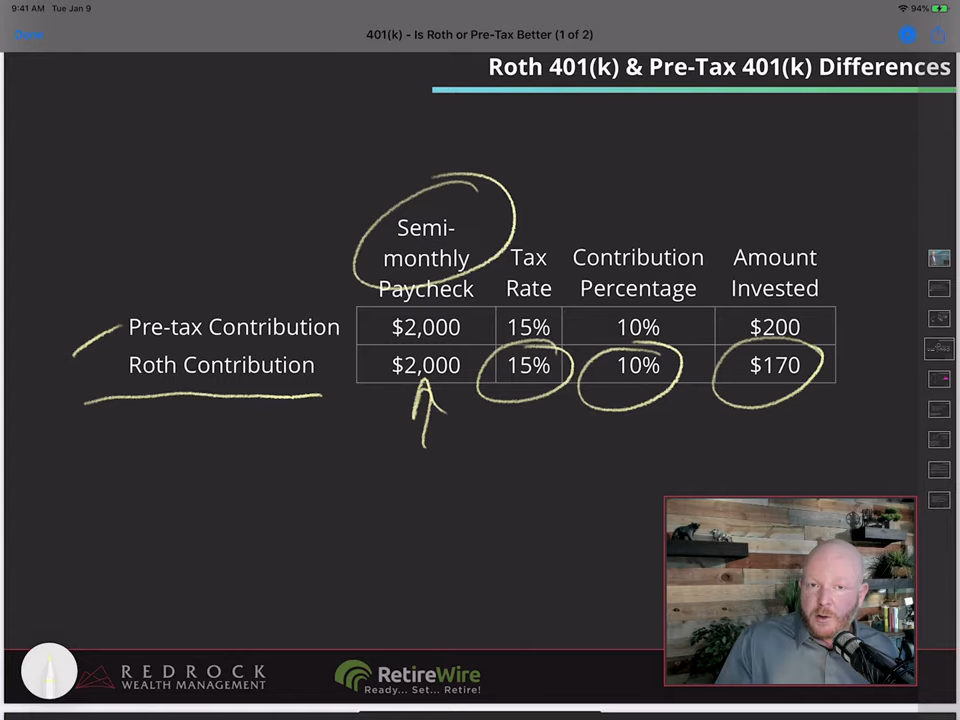 9:41 AM Tue Jan 9
94%
Done
401(k) - Is Roth or Pre-Tax Better (1 of 2)
Roth 401(k) & Pre-Tax 401(k) Differences
Semi-
monthly
Paycheck
Tax
Rate
Contribution
Percentage
Amount
Invested
Pre-tax Contribution $2,000 15% 10% $200
Roth Contribution $2,000 15% 10% $170
REDROCK
WEALTH MANAGEMENT
RetireWire
Ready... Set... Retire!